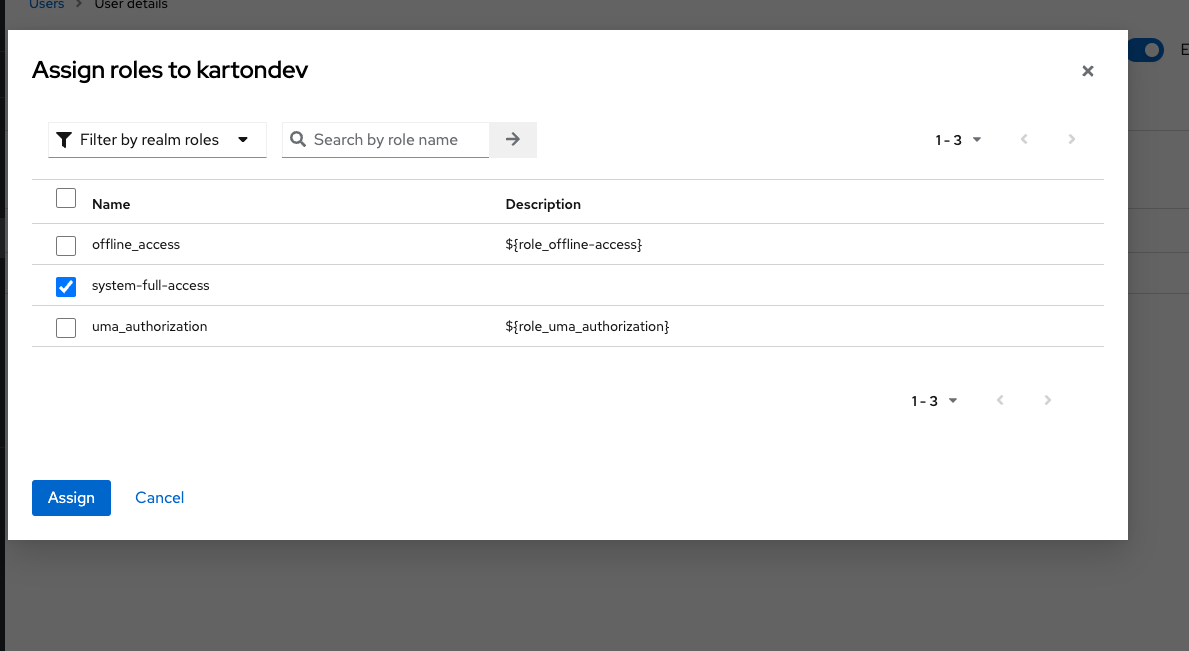 Users > User details
Assign roles to kartondev
Filter by realm roles
Search by role name
1 - 3
E
Name Description
offline_access ${role_offline-access}
system-full-access
uma_authorization ${role_uma_authorization}
1 - 3
Assign Cancel